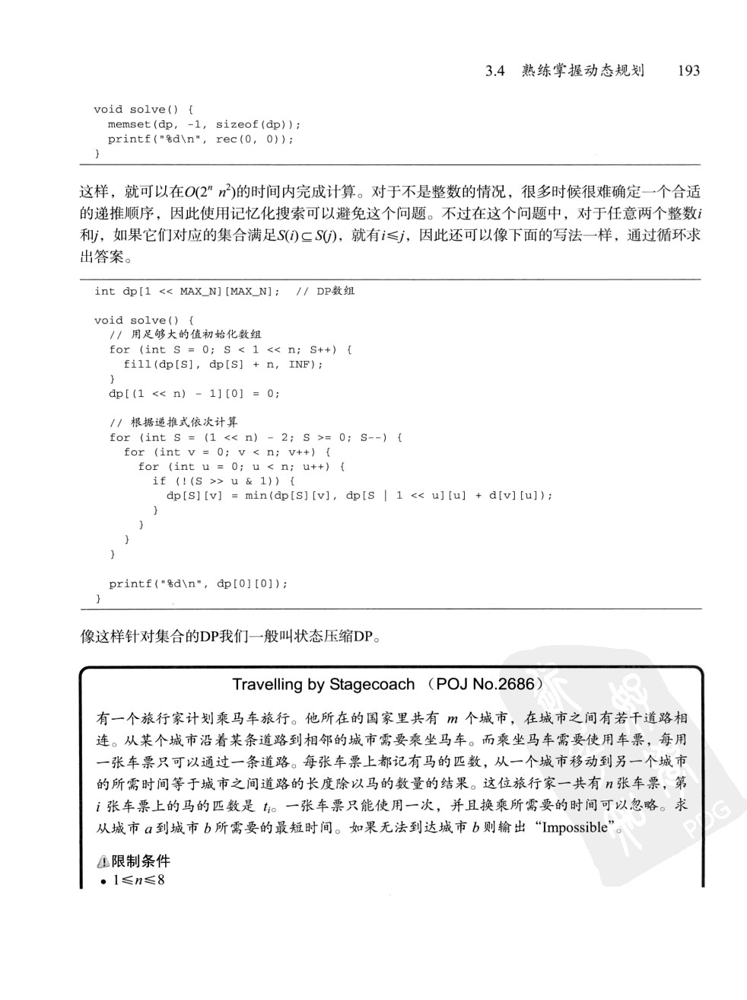 3.4 熟练掌握动态规划 193
void solve() {
memset(dp, -1, sizeof(dp));
printf("%d\n", rec(0, 0));
}
这样，就可以在O(2ⁿ n²)的时间内完成计算。对于不是整数的情况，很多时候很难确定一个合适
的递推顺序，因此使用记忆化搜索可以避免这个问题。不过在这个问题中，对于任意两个整数i
和j，如果它们对应的集合满足S(i)⊆S(j)，就有i≤j，因此还可以像下面的写法一样，通过循环求
出答案。
int dp[1 << MAX_N][MAX_N]; // DP数组
void solve() {
// 用足够大的值初始化数组
for (int S = 0; S < 1 << n; S++) {
fill(dp[S], dp[S] + n, INF);
}
dp[(1 << n) - 1][0] = 0;
// 根据递推式依次计算
for (int S = (1 << n) - 2; S >= 0; S--) {
for (int v = 0; v < n; v++) {
for (int u = 0; u < n; u++) {
if (!(S >> u & 1)) {
dp[S][v] = min(dp[S][v], dp[S | 1 << u][u] + d[v][u]);
}
}
}
}
printf("%d\n", dp[0][0]);
}
像这样针对集合的DP我们一般叫状态压缩DP。
Travelling by Stagecoach （POJ No.2686）
有一个旅行家计划乘马车旅行。他所在的国家里共有 m 个城市，在城市之间有若干道路相
连。从某个城市沿着某条道路到相邻的城市需要乘坐马车。而乘坐马车需要使用车票，每用
一张车票只可以通过一条道路。每张车票上都记有马的匹数，从一个城市移动到另一个城市
的所需时间等于城市之间道路的长度除以马的数量的结果。这位旅行家一共有 n 张车票，第
i 张车票上的马的匹数是 tᵢ。一张车票只能使用一次，并且换乘所需要的时间可以忽略。求
从城市 a 到城市 b 所需要的最短时间。如果无法到达城市 b 则输出“Impossible”。
限制条件
• 1≤n≤8
PDG